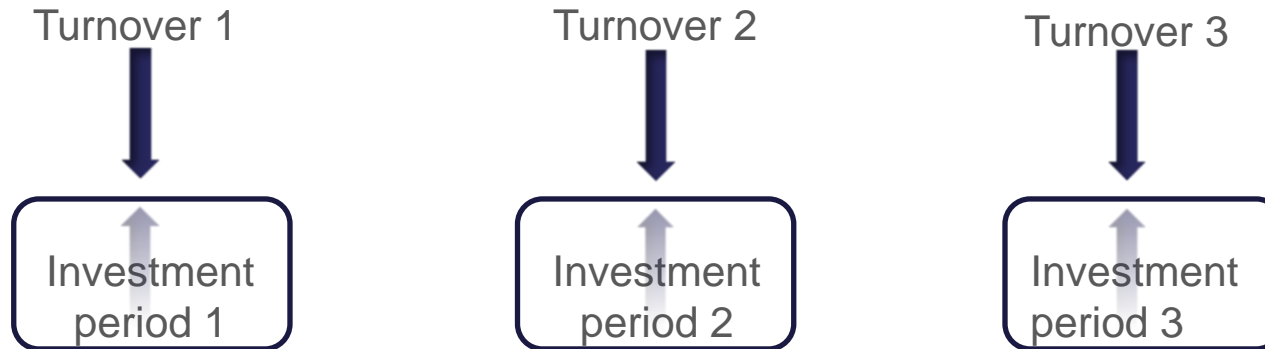 Turnover 1
Turnover 2
Turnover 3
Investment
period 1
Investment
period 2
Investment
period 3